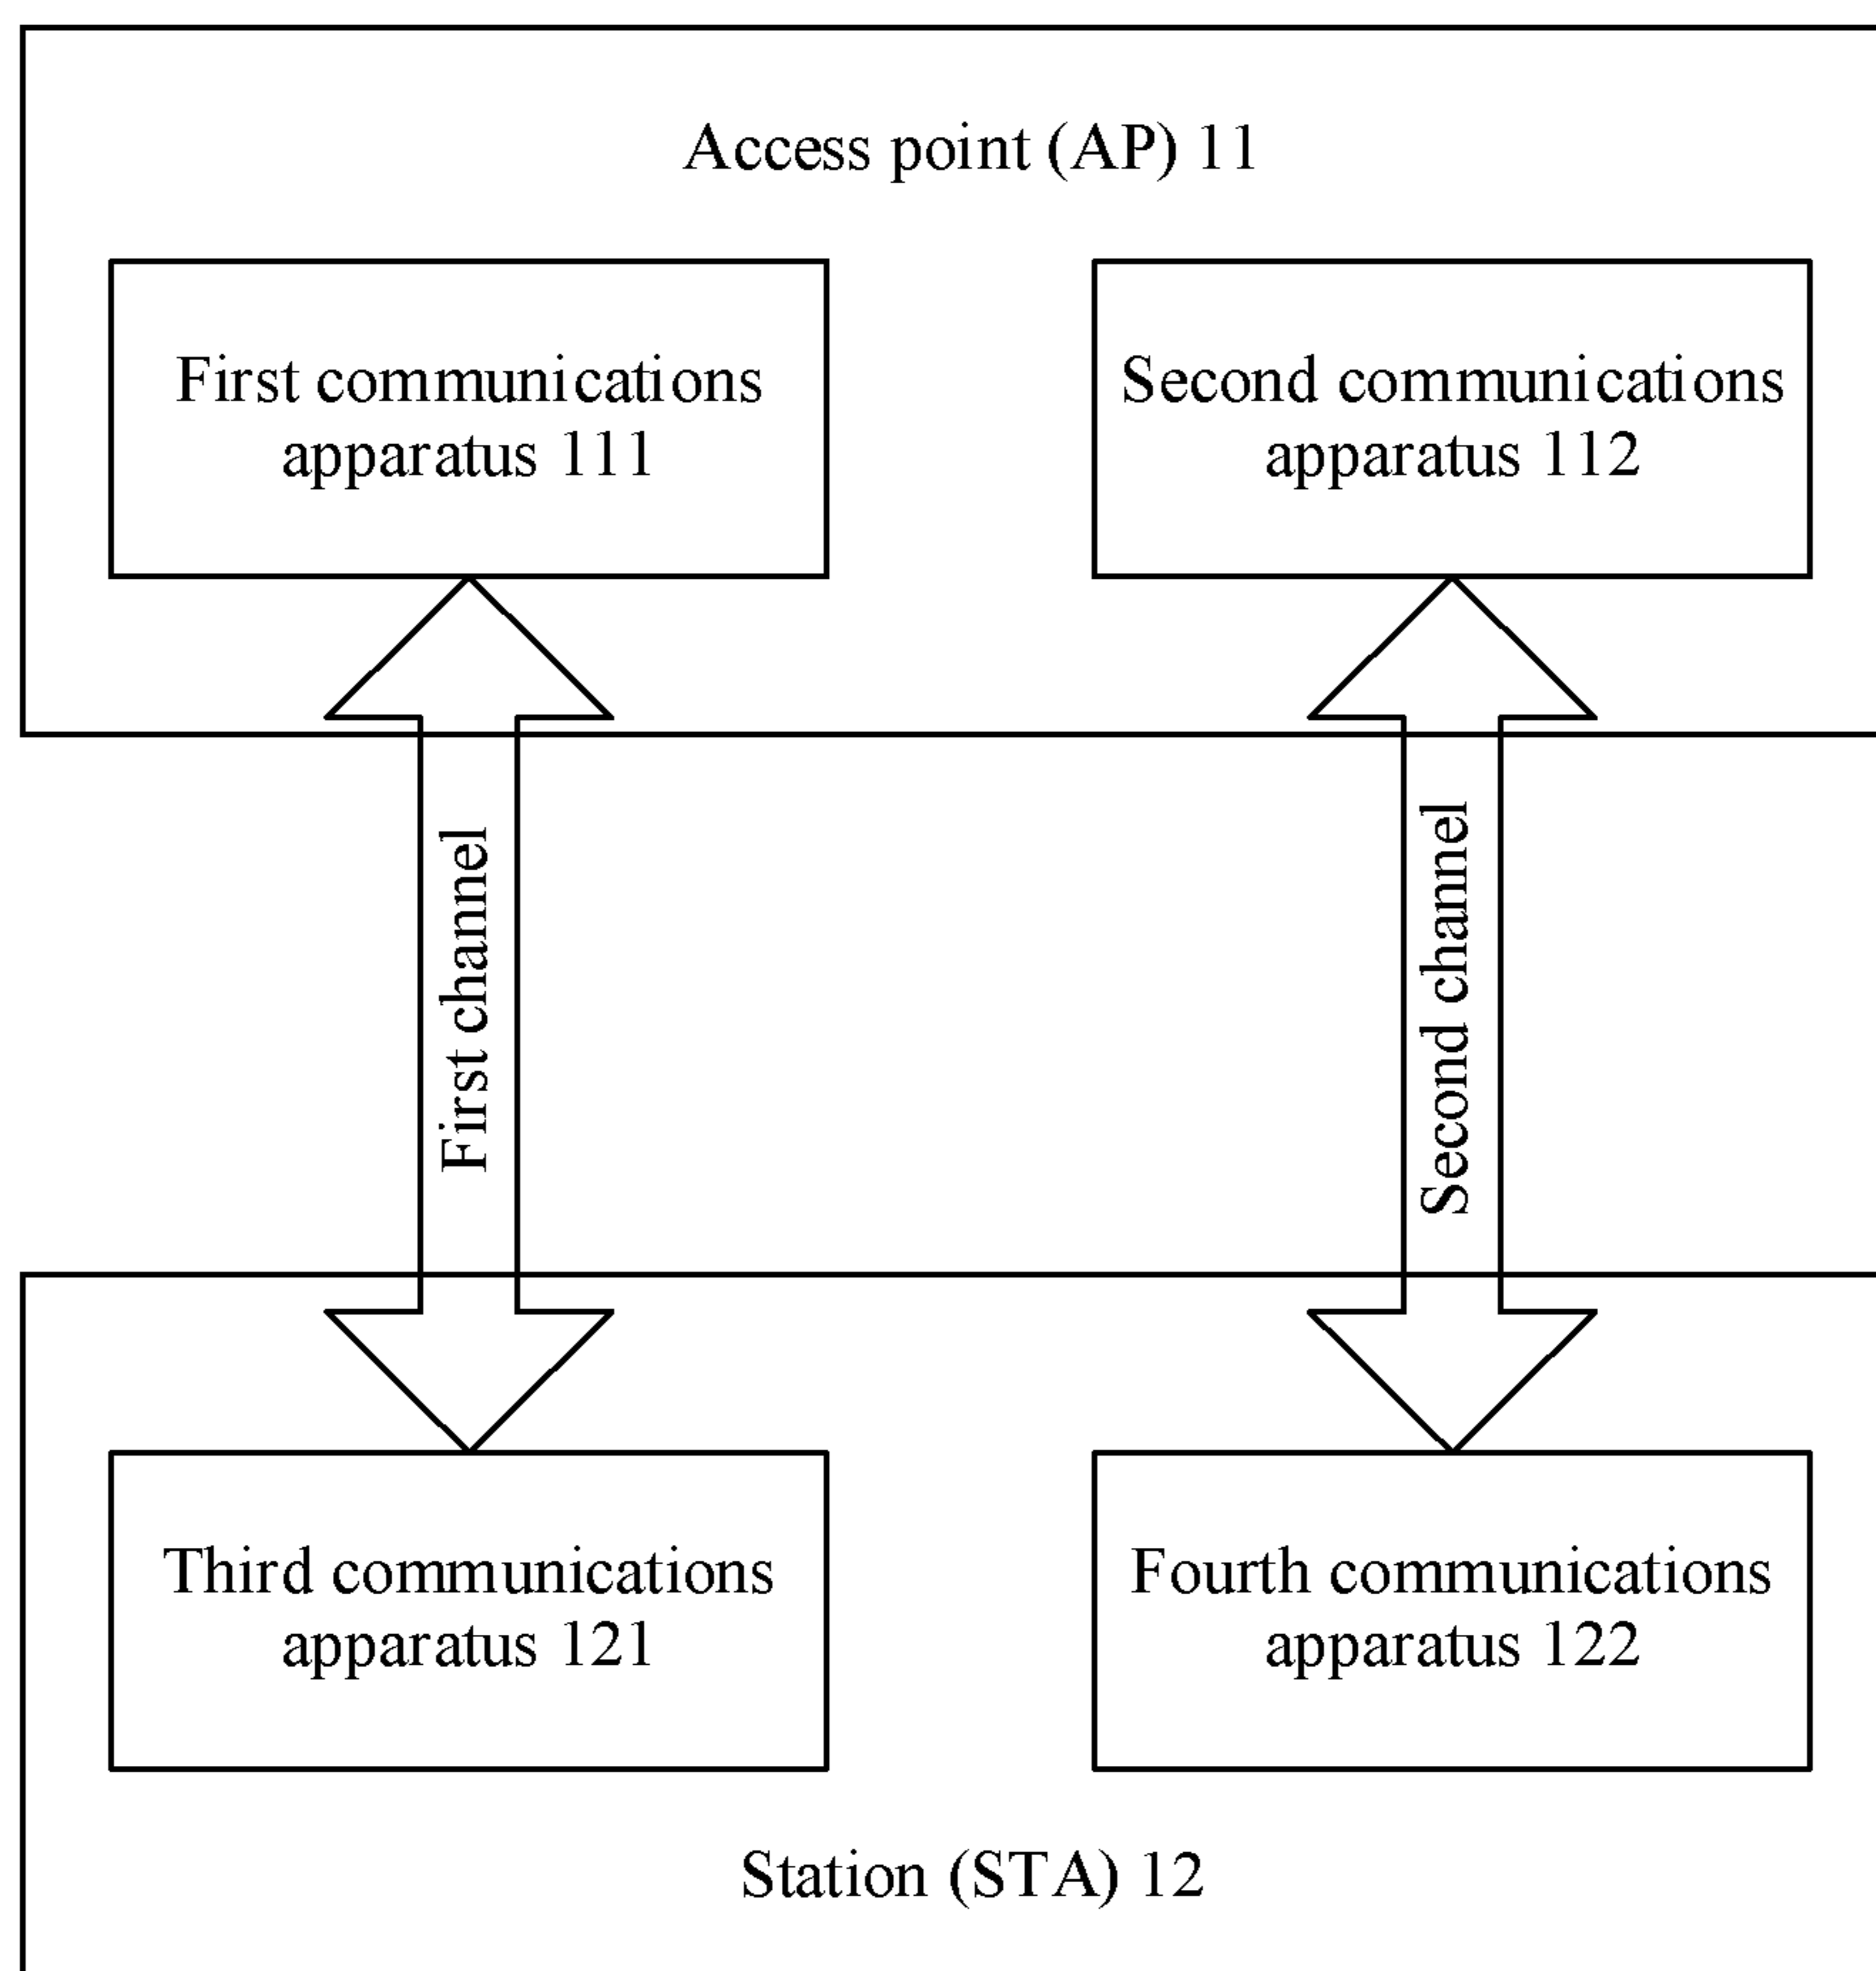 Access point (AP) 11
First communications
apparatus 111
Second communications
apparatus 112
First channel
Second channel
Third communications
apparatus 121
Fourth communications
apparatus 122
Station (STA) 12